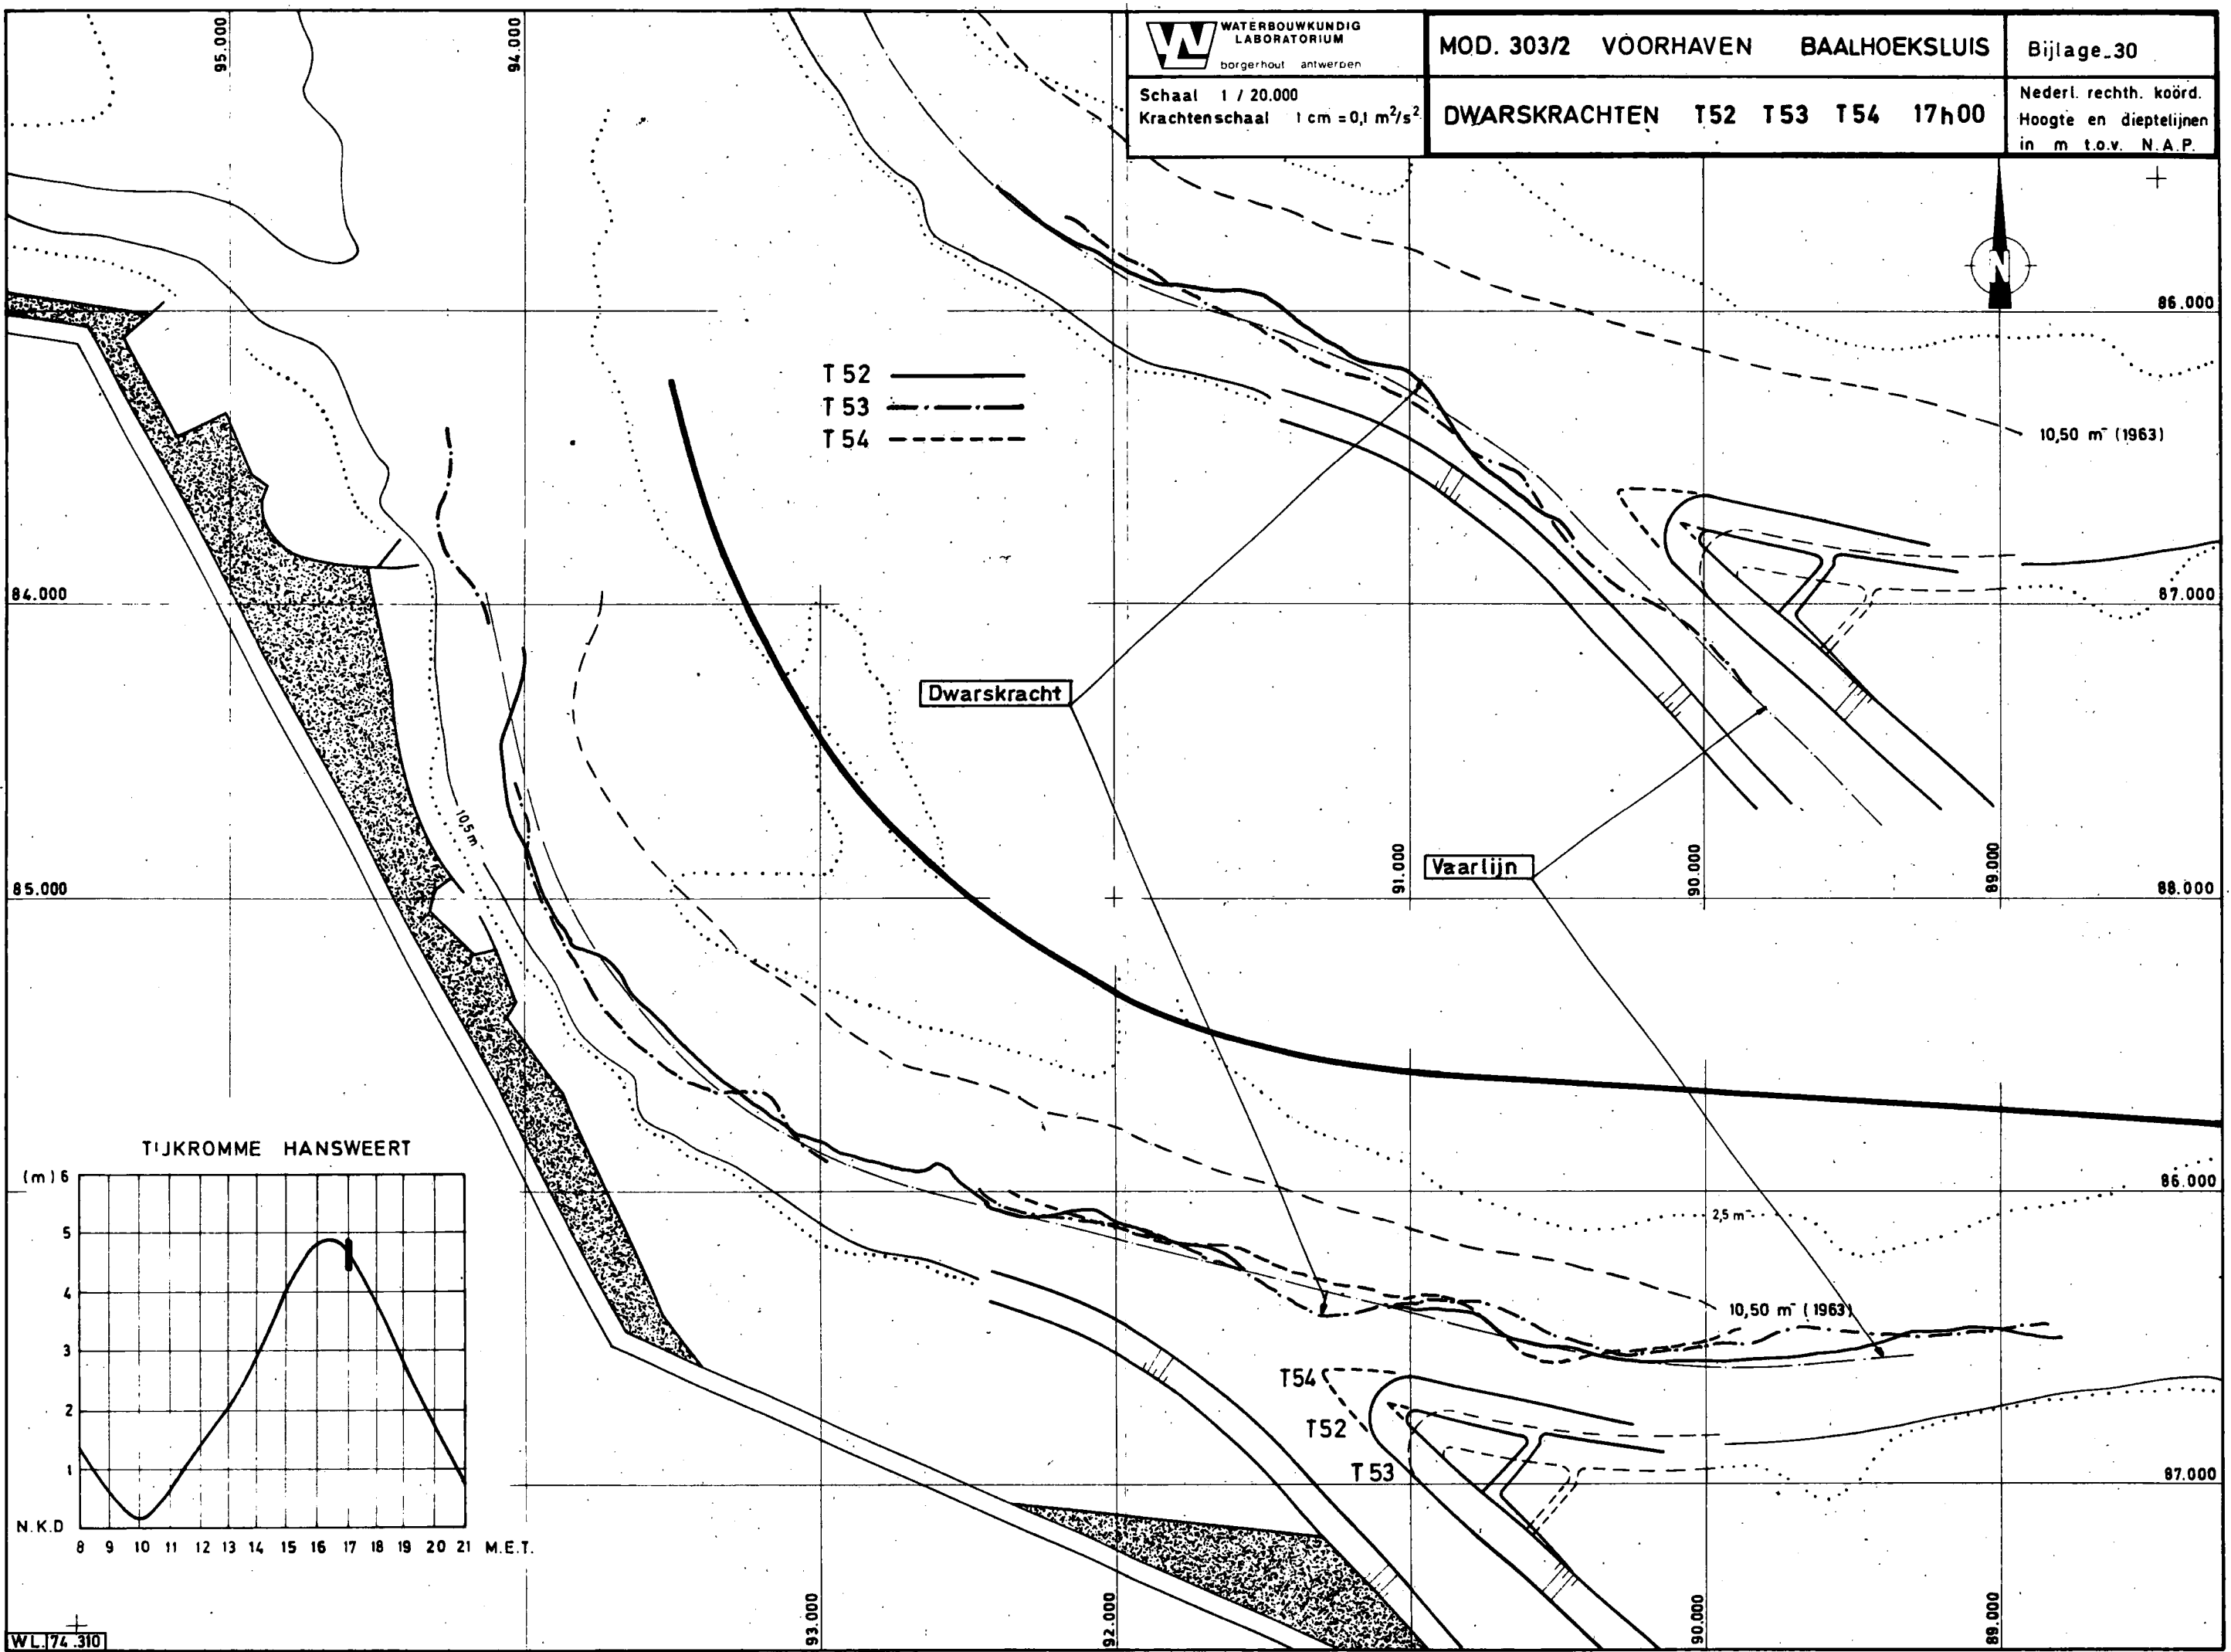 WATERBOUWKUNDIG
LABORATORIUM
borgerhout antwerpen
MOD. 303/2 VOORHAVEN BAALHOEKSLUIS
Bijlage_30
Schaal 1 / 20.000
Krachtenschaal 1 cm = 0,1 m²/s²
DWARSKRACHTEN T52 T53 T54 17h00
Nederl. rechth. koörd.
Hoogte en dieptelijnen
in m t.o.v. N.A.P.
95.000
94.000
N
86.000
T 52
T 53
T 54
10,50 m⁻ (1963)
84.000
87.000
Dwarskracht
10,5 m
Vaarlijn
91.000
90.000
89.000
85.000
88.000
TIJKROMME HANSWEERT
(m) 6
5
4
3
2
1
N.K.D
8 9 10 11 12 13 14 15 16 17 18 19 20 21 M.E.T.
86.000
2,5 m⁻
10,50 m⁻ (1963)
T54
T52
T53
87.000
93.000
92.000
90.000
89.000
WL. 74.310